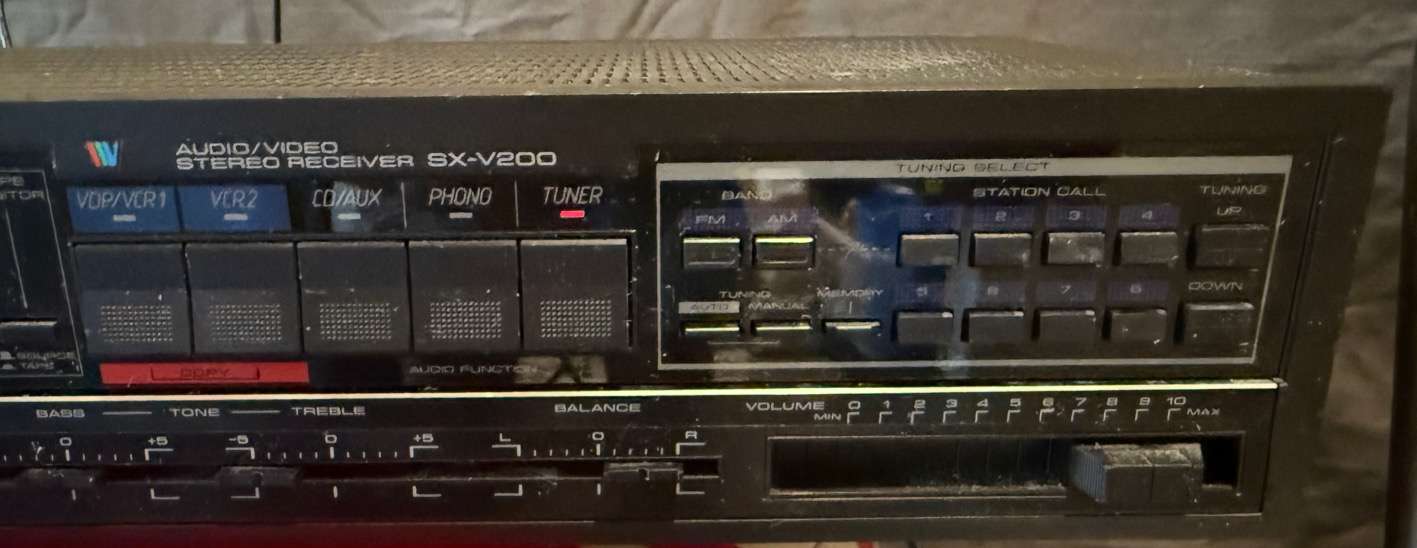 AUDIO/VIDEO
STEREO RECEIVER SX-V200
VDP/VCR1 VCR2 CD/AUX PHONO TUNER
TUNING SELECT
BAND STATION CALL TUNING
FM AM 1 2 3 4 UP
TUNING MEMORY 5 6 7 8 DOWN
AUTO MANUAL
SOURCE
TAPE
COPY AUDIO FUNCTION
BASS TONE TREBLE BALANCE VOLUME 0 1 2 3 4 5 6 7 8 9 10
MIN MAX
0 +5 -5 0 +5 L 0 R